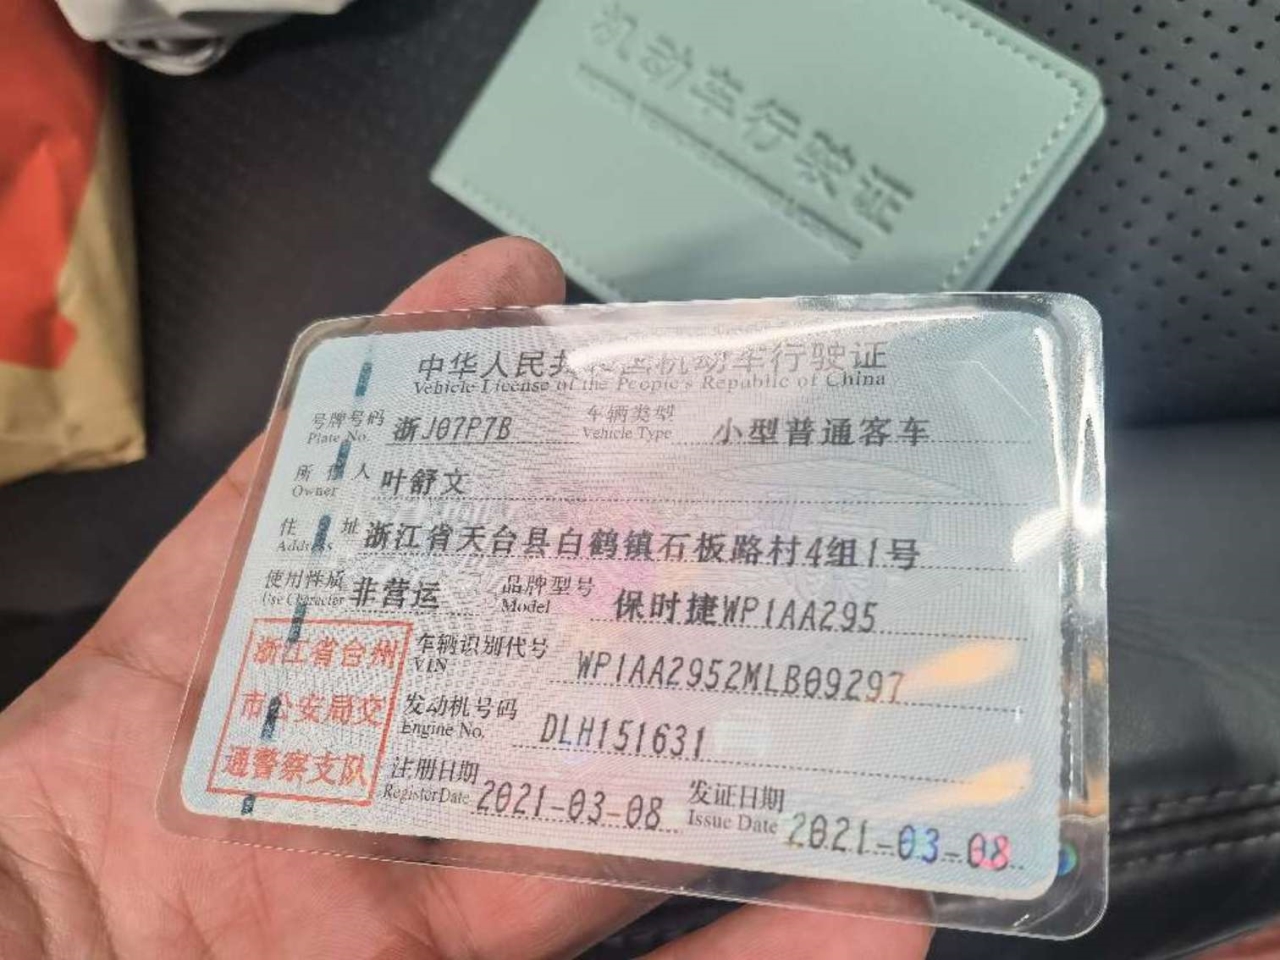 机动车行驶证
中华人民共和国机动车行驶证
Vehicle License of the People's Republic of China
号牌号码 浙J07P7B 车辆类型 小型普通客车
Plate No. Vehicle Type
所有人 叶舒文
Owner
住址 浙江省天台县白鹤镇石板路村4组1号
Address
使用性质 非营运 品牌型号 保时捷WP1AA295
Use Character Model
浙江省台州
市公安局交
通警察支队
车辆识别代号 WP1AA2952MLB09297
VIN
发动机号码 DLH151631
Engine No.
注册日期 2021-03-08 发证日期 2021-03-08
Register Date Issue Date